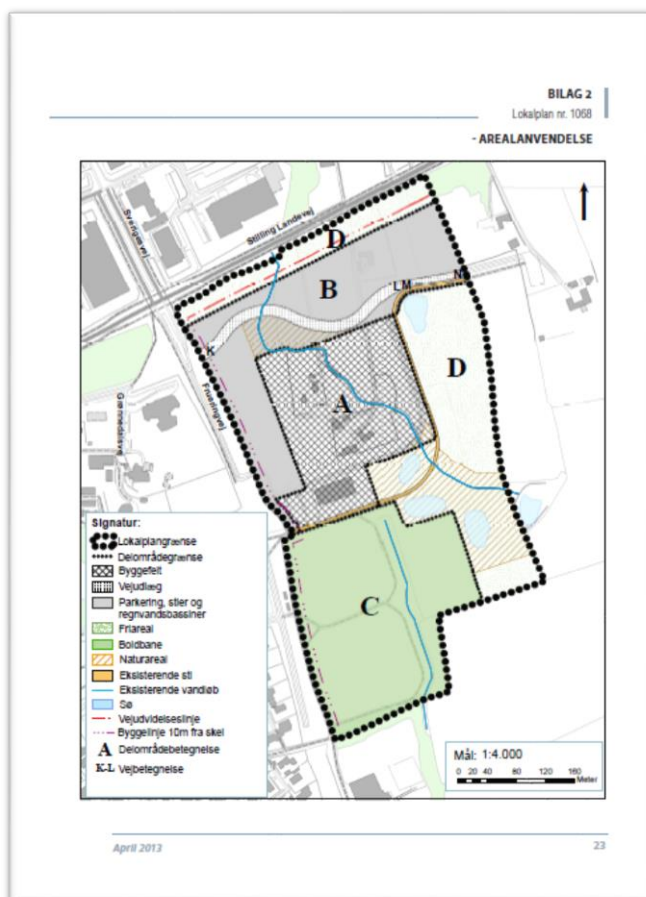 BILAG 2
Lokalplan nr. 1068
- AREALANVENDELSE
Svengesvej
Stilling Landevej
D
B
L M
N
K
D
A
Fruerlingvej
Grønnedalsvej
C
Signatur:
Lokalplangrænse
Delområdegrænse
Byggefelt
Vejudlæg
Parkering, stier og
regnvandsbassiner
Friareal
Boldbane
Naturareal
Eksisterende sti
Eksisterende vandløb
Sø
Vejudvidelseslinje
Byggelinje 10m fra skel
A Delområdebetegnelse
K-L Vejbetegnelse
Mål: 1:4.000
0 20 40 80 120 160
Meter
April 2013
23